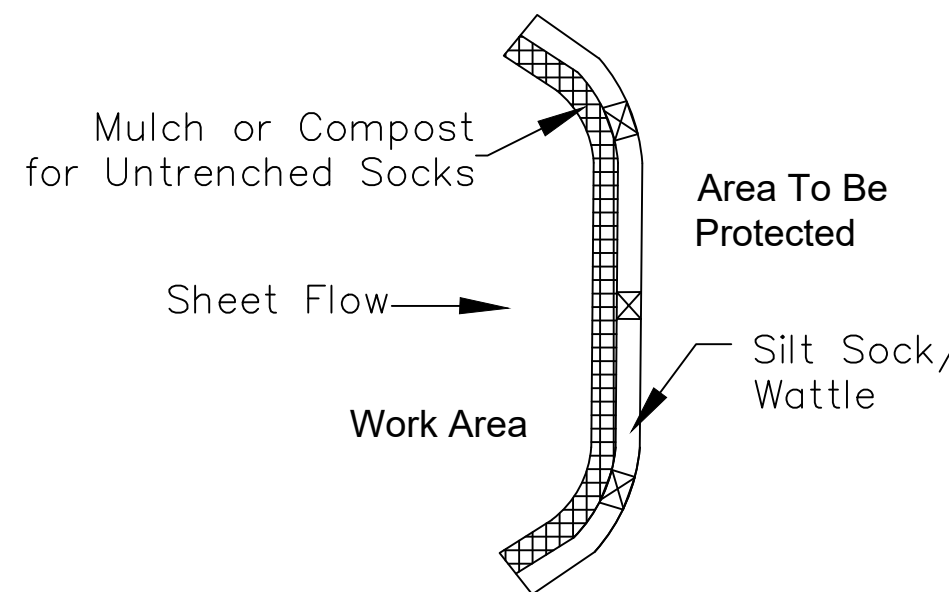 Mulch or Compost
for Untrenched Socks
Area To Be
Protected
Sheet Flow
Silt Sock/
Wattle
Work Area